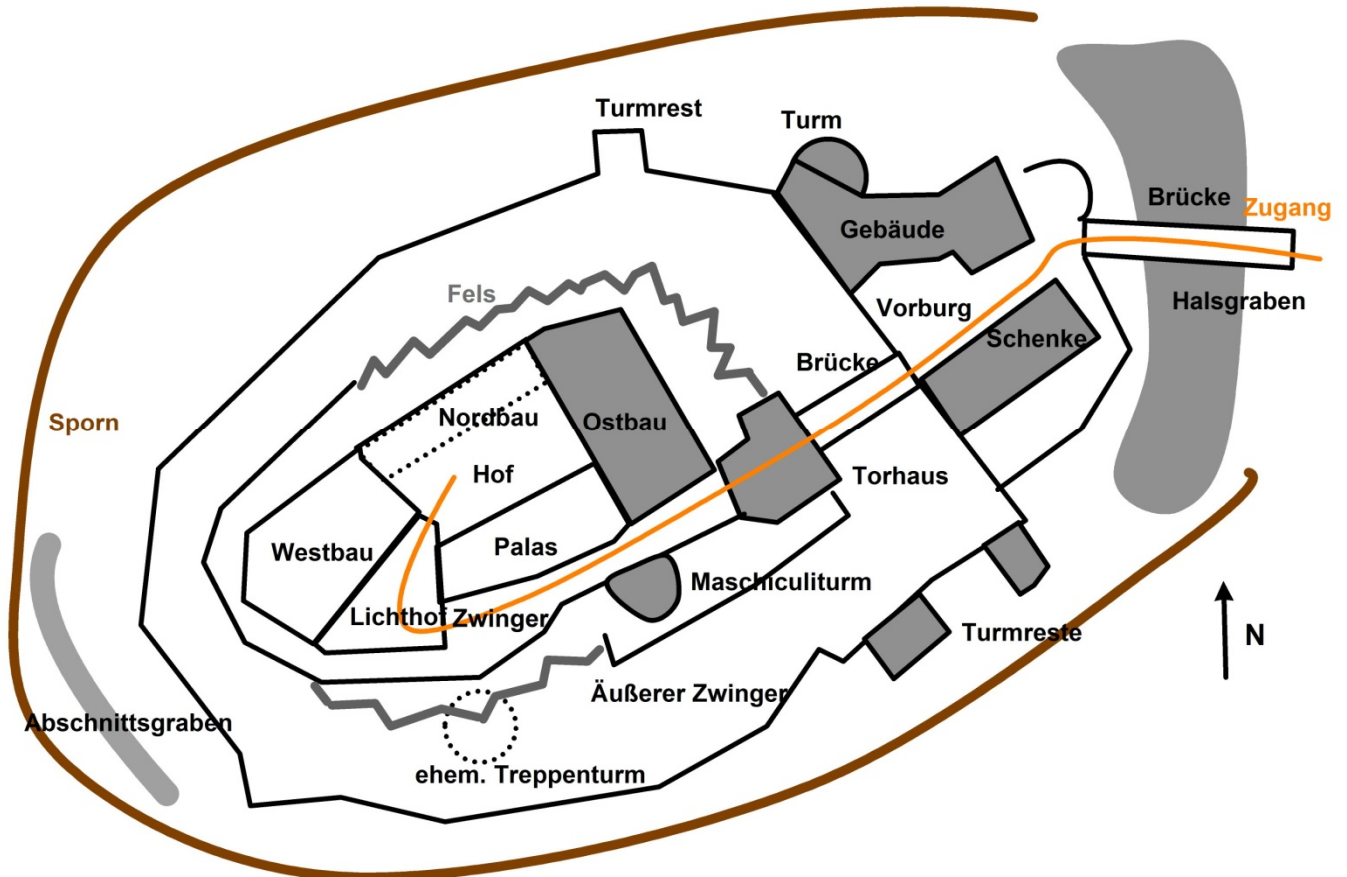 Turmrest
Turm
Brücke
Zugang
Gebäude
Fels
Vorburg
Halsgraben
Schenke
Brücke
Sporn
Nordbau
Ostbau
Hof
Torhaus
Westbau
Palas
Maschiculiturm
Lichthof
Zwinger
Turmreste
N
Äußerer Zwinger
Abschnittsgraben
ehem. Treppenturm